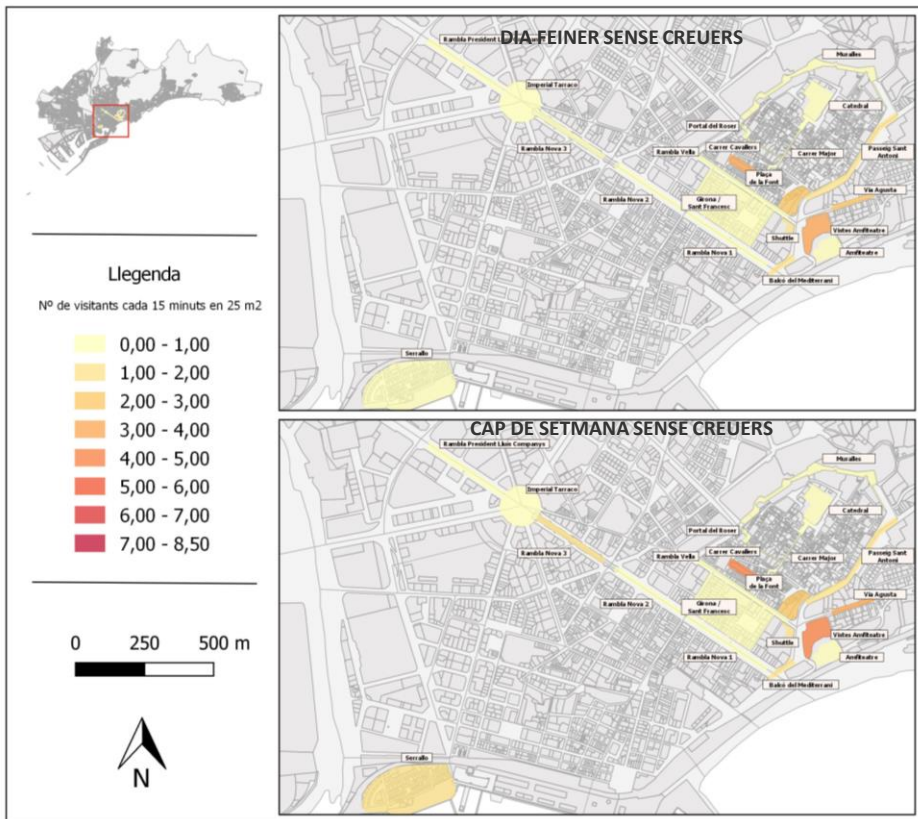 Llegenda
Nº de visitants cada 15 minuts en 25 m2
0,00 - 1,00
1,00 - 2,00
2,00 - 3,00
3,00 - 4,00
4,00 - 5,00
5,00 - 6,00
6,00 - 7,00
7,00 - 8,50
0 250 500 m
N
DIA FEINER SENSE CREUERS
Rambla President Lluis
Muralles
Imperial Tarraco
Catedral
Portal del Roser
Rambla Nova 3
Rambla Vella
Carrer Cavallers
Carrer Major
Passeig Sant
Antoni
Plaça
de la Font
Via Agusta
Rambla Nova 2
Girona /
Sant Francesc
Vistes Amfiteatre
Shuttle
Rambla Nova 1
Amfiteatre
Balcó del Mediterrani
Serrallo
CAP DE SETMANA SENSE CREUERS
Rambla President Lluis Companys
Muralles
Imperial Tarraco
Catedral
Portal del Roser
Rambla Nova 3
Rambla Vella
Carrer Cavallers
Carrer Major
Passeig Sant
Antoni
Plaça
de la Font
Via Agusta
Rambla Nova 2
Girona /
Sant Francesc
Vistes Amfiteatre
Shuttle
Rambla Nova 1
Amfiteatre
Balcó del Mediterrani
Serrallo